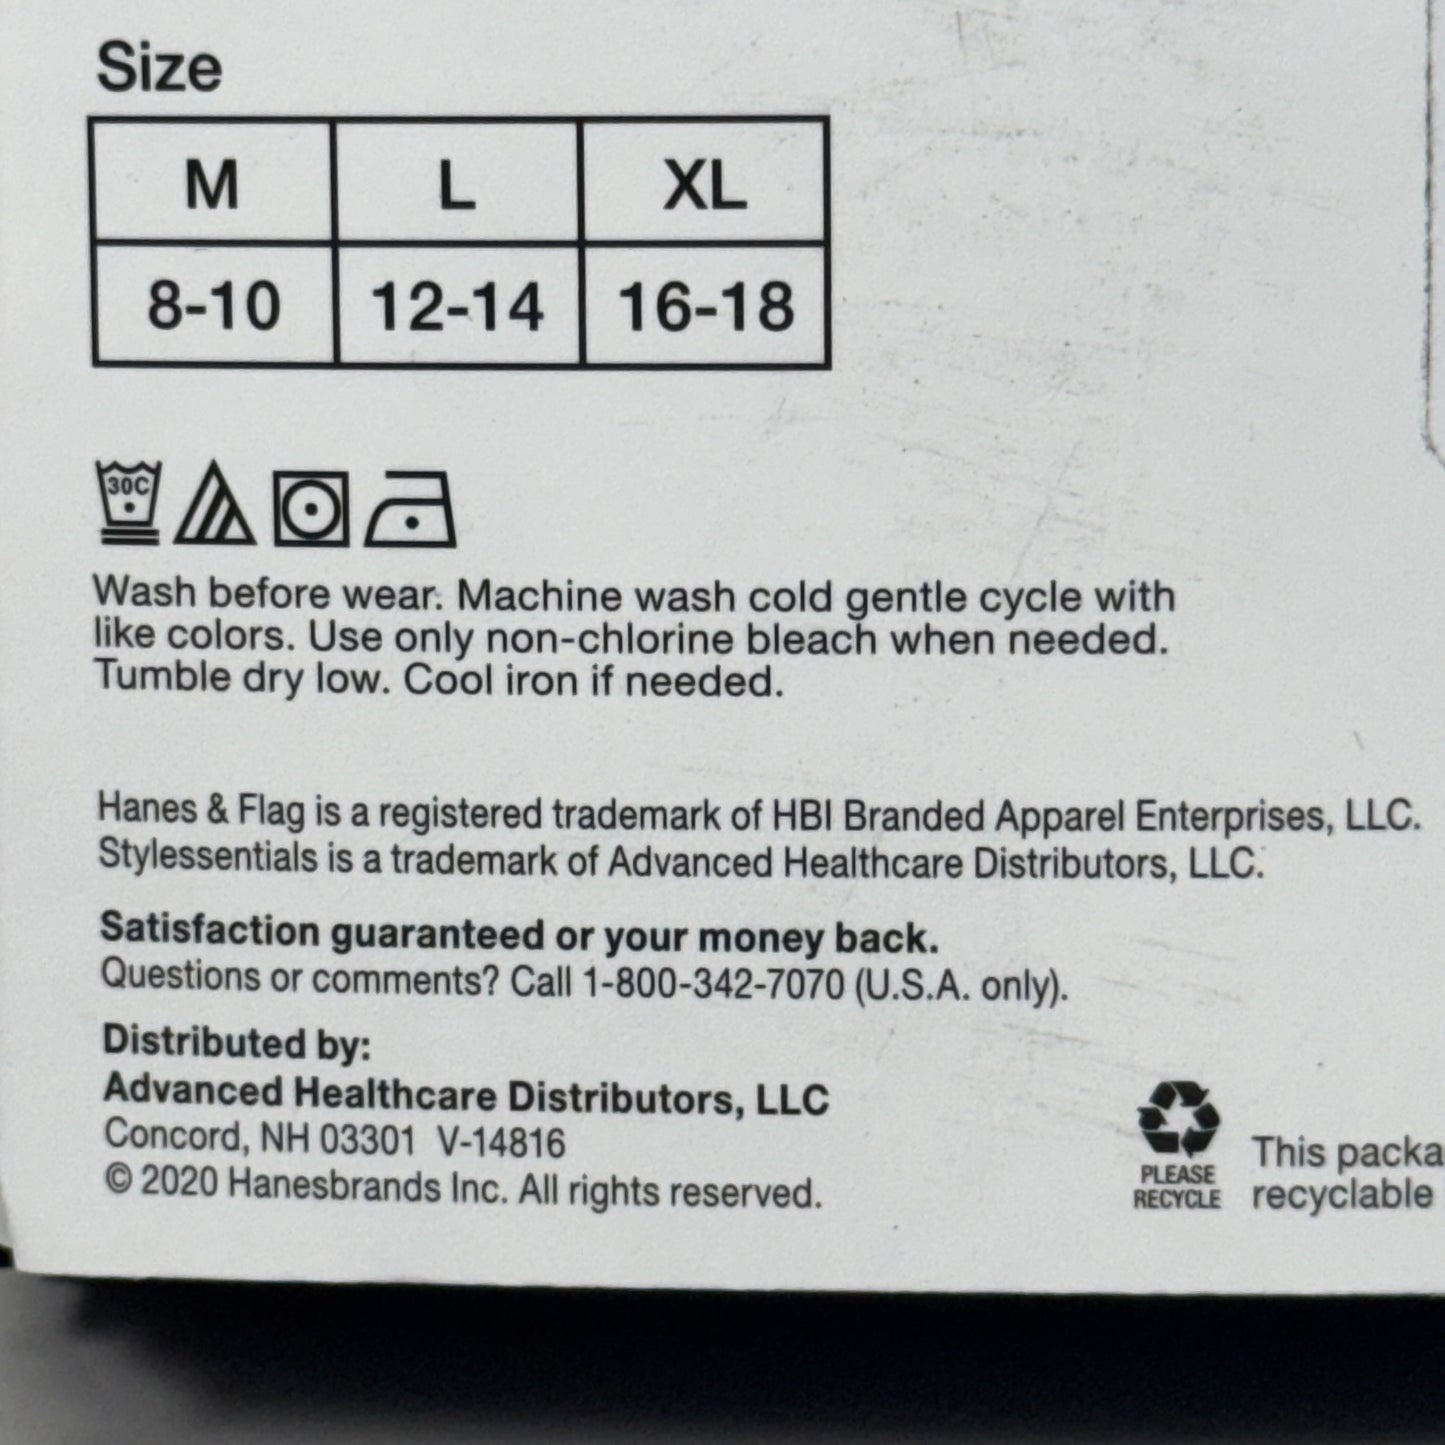 Size
M L XL
8-10 12-14 16-18
30C
Wash before wear. Machine wash cold gentle cycle with
like colors. Use only non-chlorine bleach when needed.
Tumble dry low. Cool iron if needed.
Hanes & Flag is a registered trademark of HBI Branded Apparel Enterprises, LLC.
Stylessentials is a trademark of Advanced Healthcare Distributors, LLC.
Satisfaction guaranteed or your money back.
Questions or comments? Call 1-800-342-7070 (U.S.A. only).
Distributed by:
Advanced Healthcare Distributors, LLC
Concord, NH 03301 V-14816
© 2020 Hanesbrands Inc. All rights reserved.
PLEASE
RECYCLE
This packa
recyclable